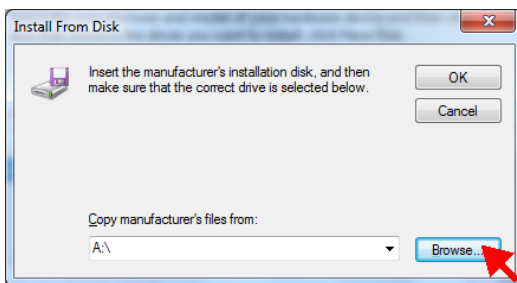 Install From Disk
Insert the manufacturer's installation disk, and then
make sure that the correct drive is selected below.
OK
Cancel
Copy manufacturer's files from:
A:\
Browse...